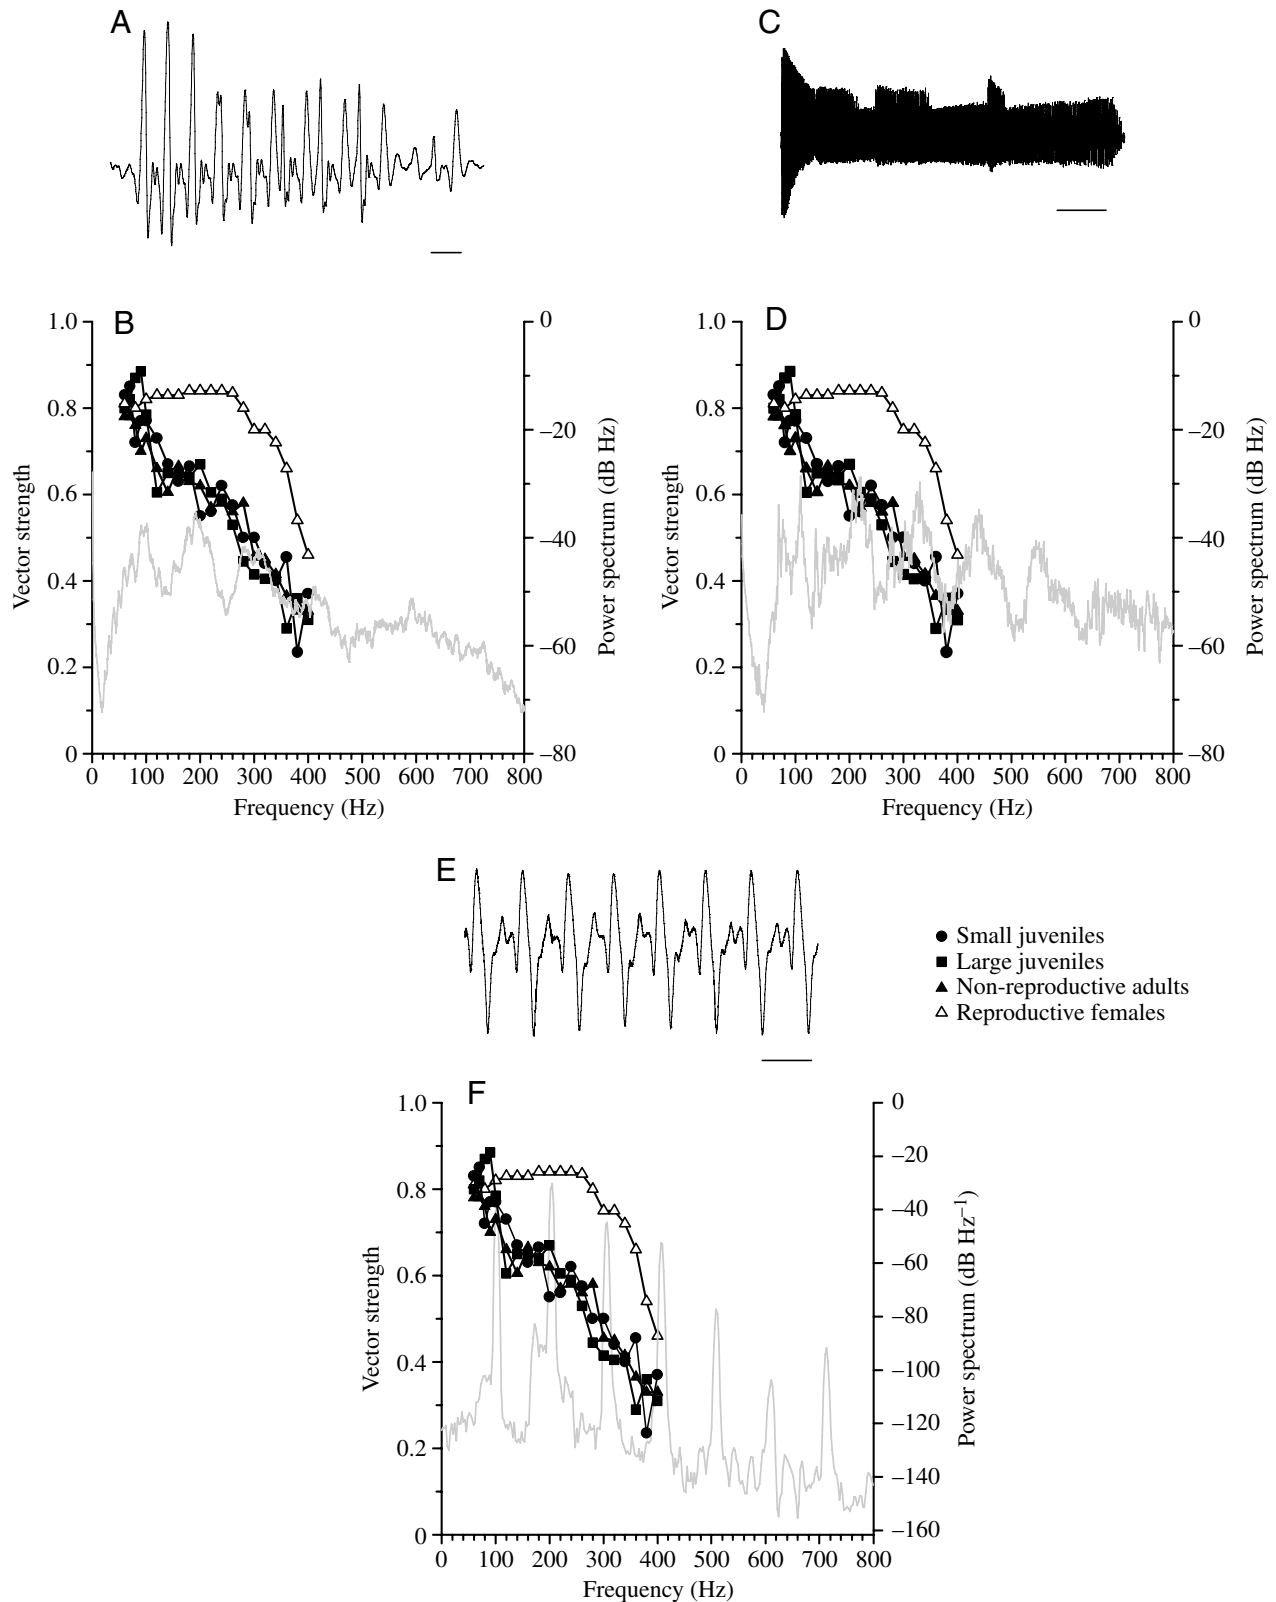 A
C
B
1.0
0.8
0.6
0.4
0.2
0
Vector strength
0
–20
–40
–60
–80
Power spectrum (dB Hz)
0 100 200 300 400 500 600 700 800
Frequency (Hz)
D
1.0
0.8
0.6
0.4
0.2
0
Vector strength
0
–20
–40
–60
–80
Power spectrum (dB Hz)
0 100 200 300 400 500 600 700 800
Frequency (Hz)
E
Small juveniles
Large juveniles
Non-reproductive adults
Reproductive females
F
1.0
0.8
0.6
0.4
0.2
0
Vector strength
0
–20
–40
–60
–80
–100
–120
–140
–160
Power spectrum (dB Hz⁻¹)
0 100 200 300 400 500 600 700 800
Frequency (Hz)